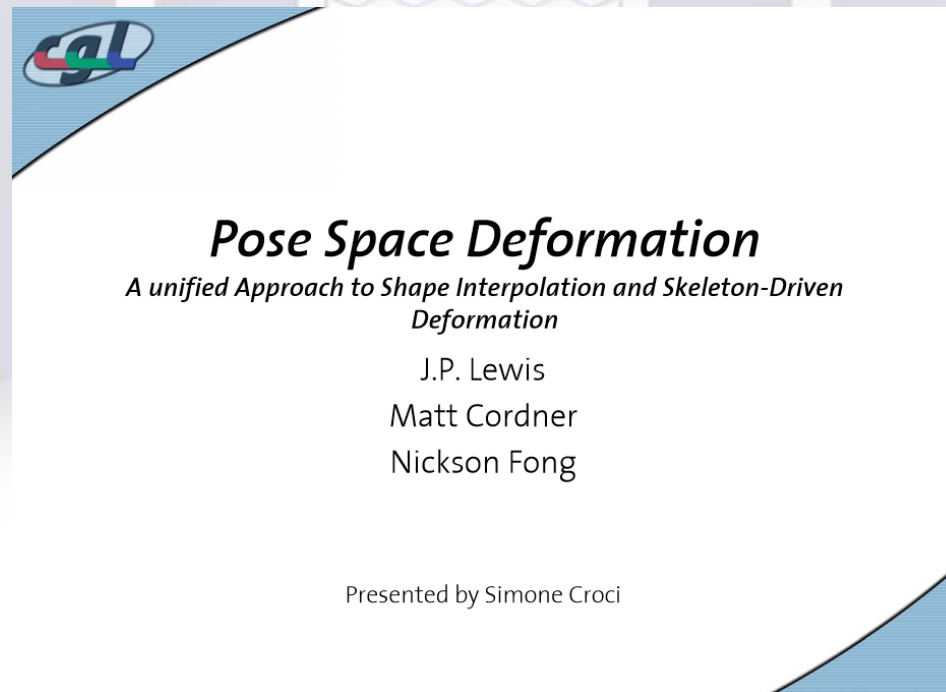 cgl
Pose Space Deformation
A unified Approach to Shape Interpolation and Skeleton-Driven
Deformation
J.P. Lewis
Matt Cordner
Nickson Fong
Presented by Simone Croci